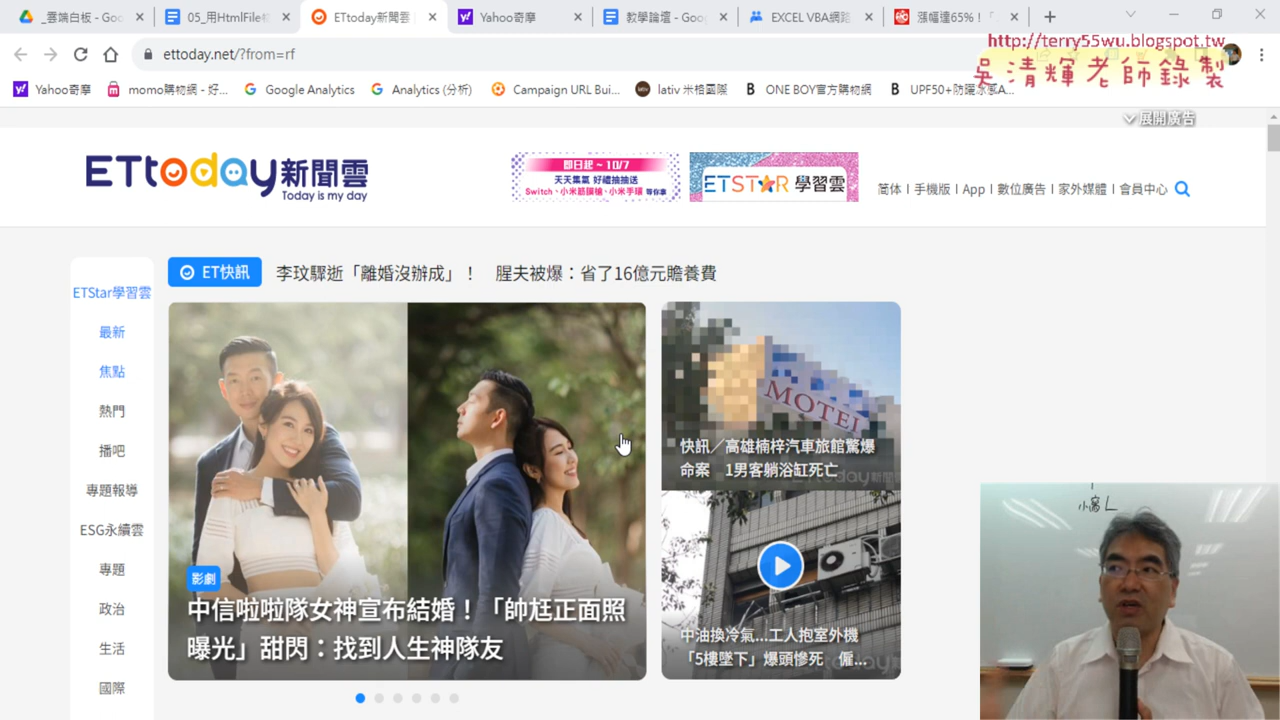 _雲端白板 - Goo
05_用HtmlFile物
ETtoday新聞雲
Yahoo奇摩
教學論壇 - Goo
EXCEL VBA網路
漲幅達65%！
http://terry55wu.blogspot.tw
ettoday.net/?from=rf
吳清輝老師錄製
Yahoo奇摩
momo購物網 - 好...
Google Analytics
Analytics (分析)
Campaign URL Bui...
lativ 米格國際
ONE BOY官方購物網
UPF50+防曬冰感A...
展開廣告
ETtoday新聞雲
Today is my day
即日起 ~ 10/7
天天集氣 好禮抽抽送
Switch、小米筋膜槍、小米手環 等你拿
ETSTAR 學習雲
简体 | 手機版 | App | 數位廣告 | 家外媒體 | 會員中心
ET快訊
李玟驟逝「離婚沒辦成」！ 腥夫被爆：省了16億元贍養費
ETStar學習雲
最新
焦點
熱門
播吧
專題報導
ESG永續雲
專題
政治
生活
國際
影劇
中信啦啦隊女神宣布結婚！「帥尪正面照
曝光」甜閃：找到人生神隊友
MOTEL
快訊／高雄楠梓汽車旅館驚爆
命案 1男客躺浴缸死亡
中油換冷氣...工人抱室外機
「5樓墜下」爆頭慘死 僱...